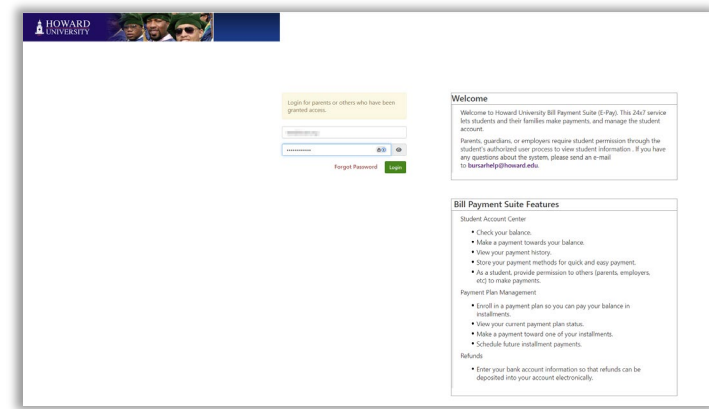 HOWARD
UNIVERSITY
Login for parents or others who have been
granted access.
Forgot Password
Login
Welcome
Welcome to Howard University Bill Payment Suite (E-Pay). This 24x7 service
lets students and their families make payments, and manage the student
account.
Parents, guardians, or employers require student permission through the
student's authorized user process to view student information . If you have
any questions about the system, please send an e-mail
to bursarhelp@howard.edu.
Bill Payment Suite Features
Student Account Center
• Check your balance.
• Make a payment towards your balance.
• View your payment history.
• Store your payment methods for quick and easy payment.
• As a student, provide permission to others (parents, employers,
etc) to make payments.
Payment Plan Management
• Enroll in a payment plan so you can pay your balance in
installments.
• View your current payment plan status.
• Make a payment toward one of your installments.
• Schedule future installment payments.
Refunds
• Enter your bank account information so that refunds can be
deposited into your account electronically.